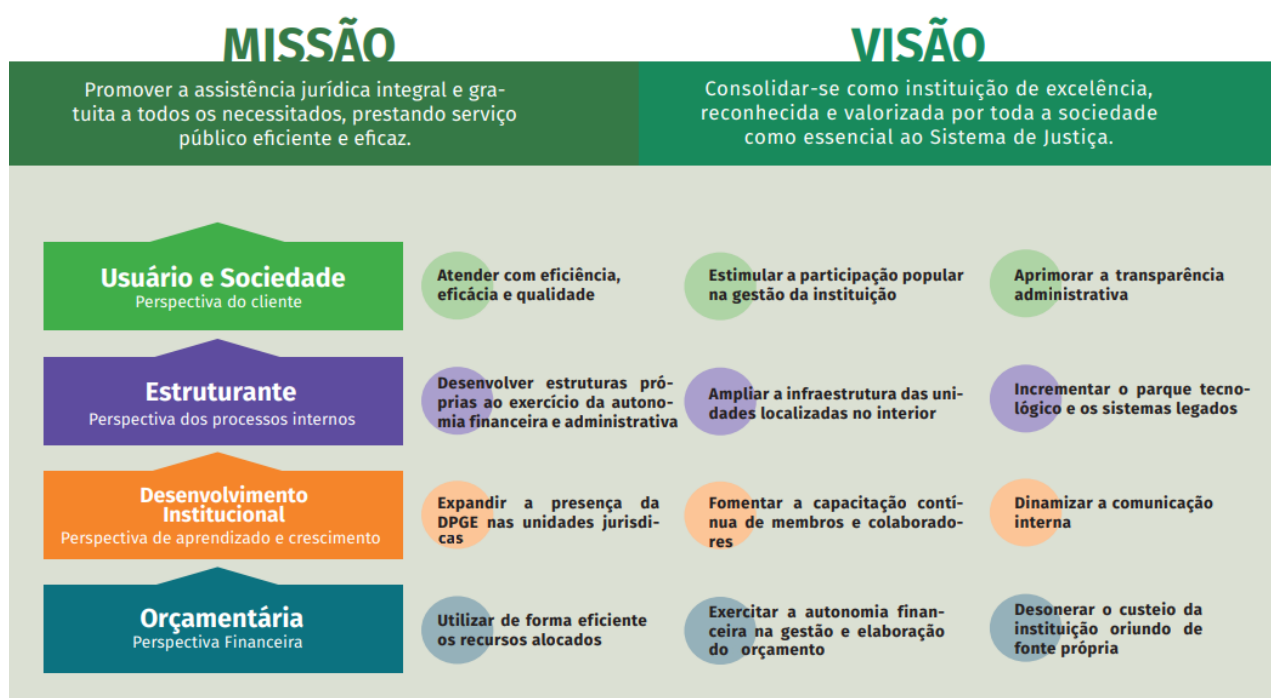 MISSÃO
Promover a assistência jurídica integral e gra-
tuita a todos os necessitados, prestando serviço
público eficiente e eficaz.
VISÃO
Consolidar-se como instituição de excelência,
reconhecida e valorizada por toda a sociedade
como essencial ao Sistema de Justiça.
Usuário e Sociedade
Perspectiva do cliente
Atender com eficiência,
eficácia e qualidade
Estimular a participação popular
na gestão da instituição
Aprimorar a transparência
administrativa
Estruturante
Perspectiva dos processos internos
Desenvolver estruturas pró-
prias ao exercício da autono-
mia financeira e administrativa
Ampliar a infraestrutura das uni-
dades localizadas no interior
Incrementar o parque tecno-
lógico e os sistemas legados
Desenvolvimento
Institucional
Perspectiva de aprendizado e crescimento
Expandir a presença da
DPGE nas unidades jurisdi-
cas
Fomentar a capacitação contí-
nua de membros e colaborado-
res
Dinamizar a comunicação
interna
Orçamentária
Perspectiva Financeira
Utilizar de forma eficiente
os recursos alocados
Exercitar a autonomia finan-
ceira na gestão e elaboração
do orçamento
Desonerar o custeio da
instituição oriundo de
fonte própria